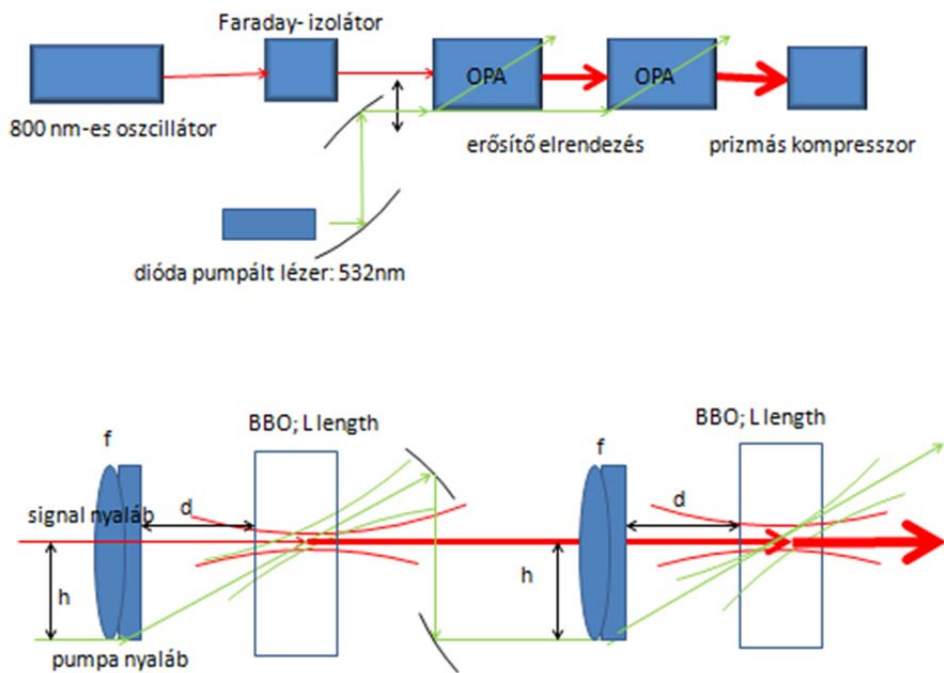 Faraday- izolátor
OPA
OPA
800 nm-es oszcillátor
erősítő elrendezés
prizmás kompresszor
dióda pumpált lézer: 532nm
BBO; L length
BBO; L length
f
f
signal nyaláb
d
d
h
h
pumpa nyaláb